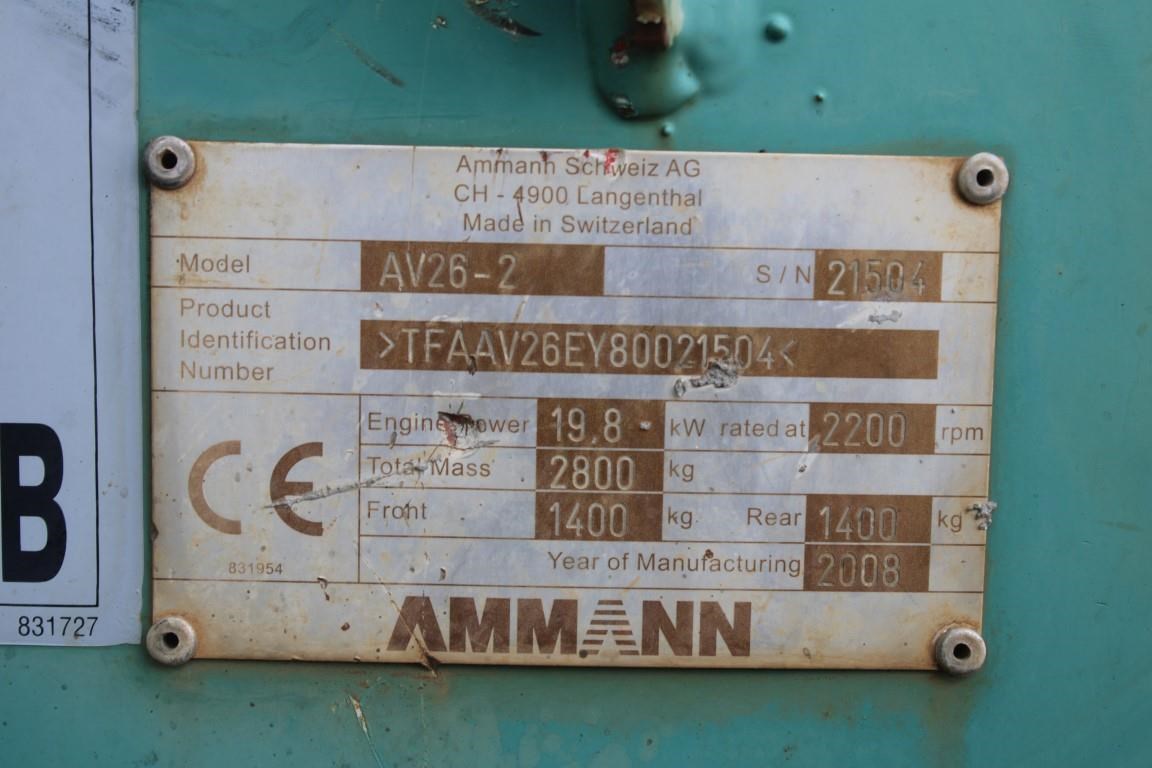 Ammann Schweiz AG
CH - 4900 Langenthal
Made in Switzerland
Model AV26-2 S/N 21504
Product
Identification >TFAAV26EY80021504<
Number
Engine Power 19.8 kW rated at 2200 rpm
Total Mass 2800 kg
Front 1400 kg Rear 1400 kg
Year of Manufacturing 2008
CE
831954
AMMANN
B
831727